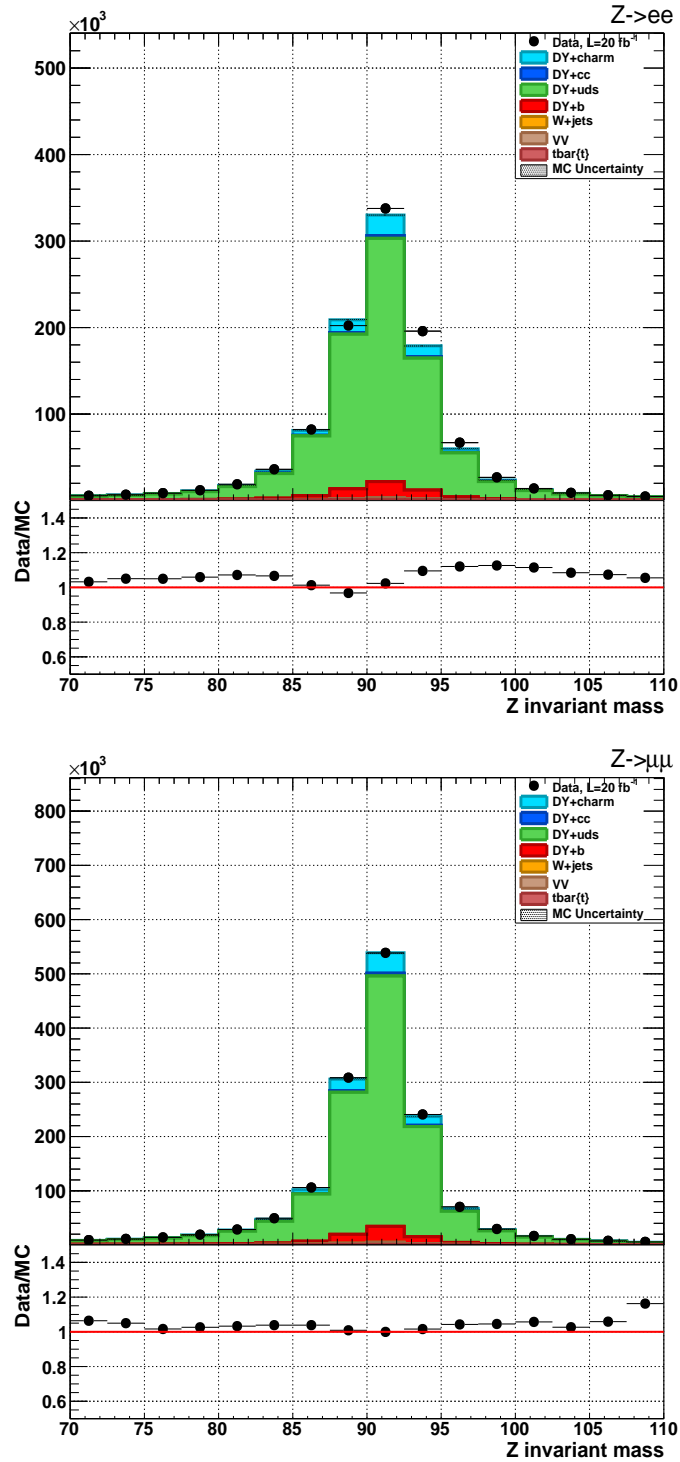 ×10³ Z->ee
500
400
300
200
100
Data, L=20 fb⁻¹
DY+charm
DY+cc
DY+uds
DY+b
W+jets
VV
tbar{t}
MC Uncertainty
Data/MC
1.4
1.2
1
0.8
0.6
70 75 80 85 90 95 100 105 110
Z invariant mass
×10³ Z->μμ
800
700
600
500
400
300
200
100
Data, L=20 fb⁻¹
DY+charm
DY+cc
DY+uds
DY+b
W+jets
VV
tbar{t}
MC Uncertainty
Data/MC
1.4
1.2
1
0.8
0.6
70 75 80 85 90 95 100 105 110
Z invariant mass